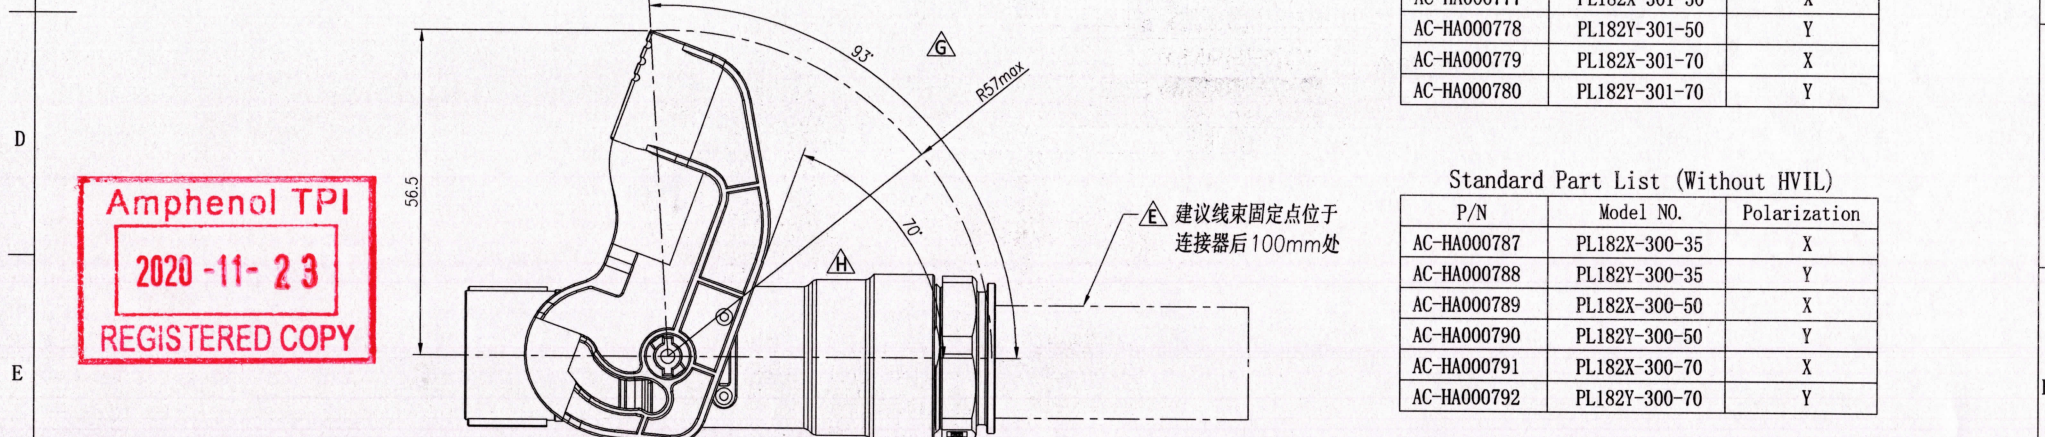 AC-HA000778 PL182Y-301-50 Y
AC-HA000779 PL182X-301-70 X
AC-HA000780 PL182Y-301-70 Y
93°
G
R57max
D
Amphenol TPI
2020-11-23
REGISTERED COPY
56.5
70°
H
E 建议线束固定点位于
连接器后100mm处
Standard Part List (Without HVIL)
P/N Model NO. Polarization
AC-HA000787 PL182X-300-35 X
AC-HA000788 PL182Y-300-35 Y
AC-HA000789 PL182X-300-50 X
AC-HA000790 PL182Y-300-50 Y
AC-HA000791 PL182X-300-70 X
AC-HA000792 PL182Y-300-70 Y
E